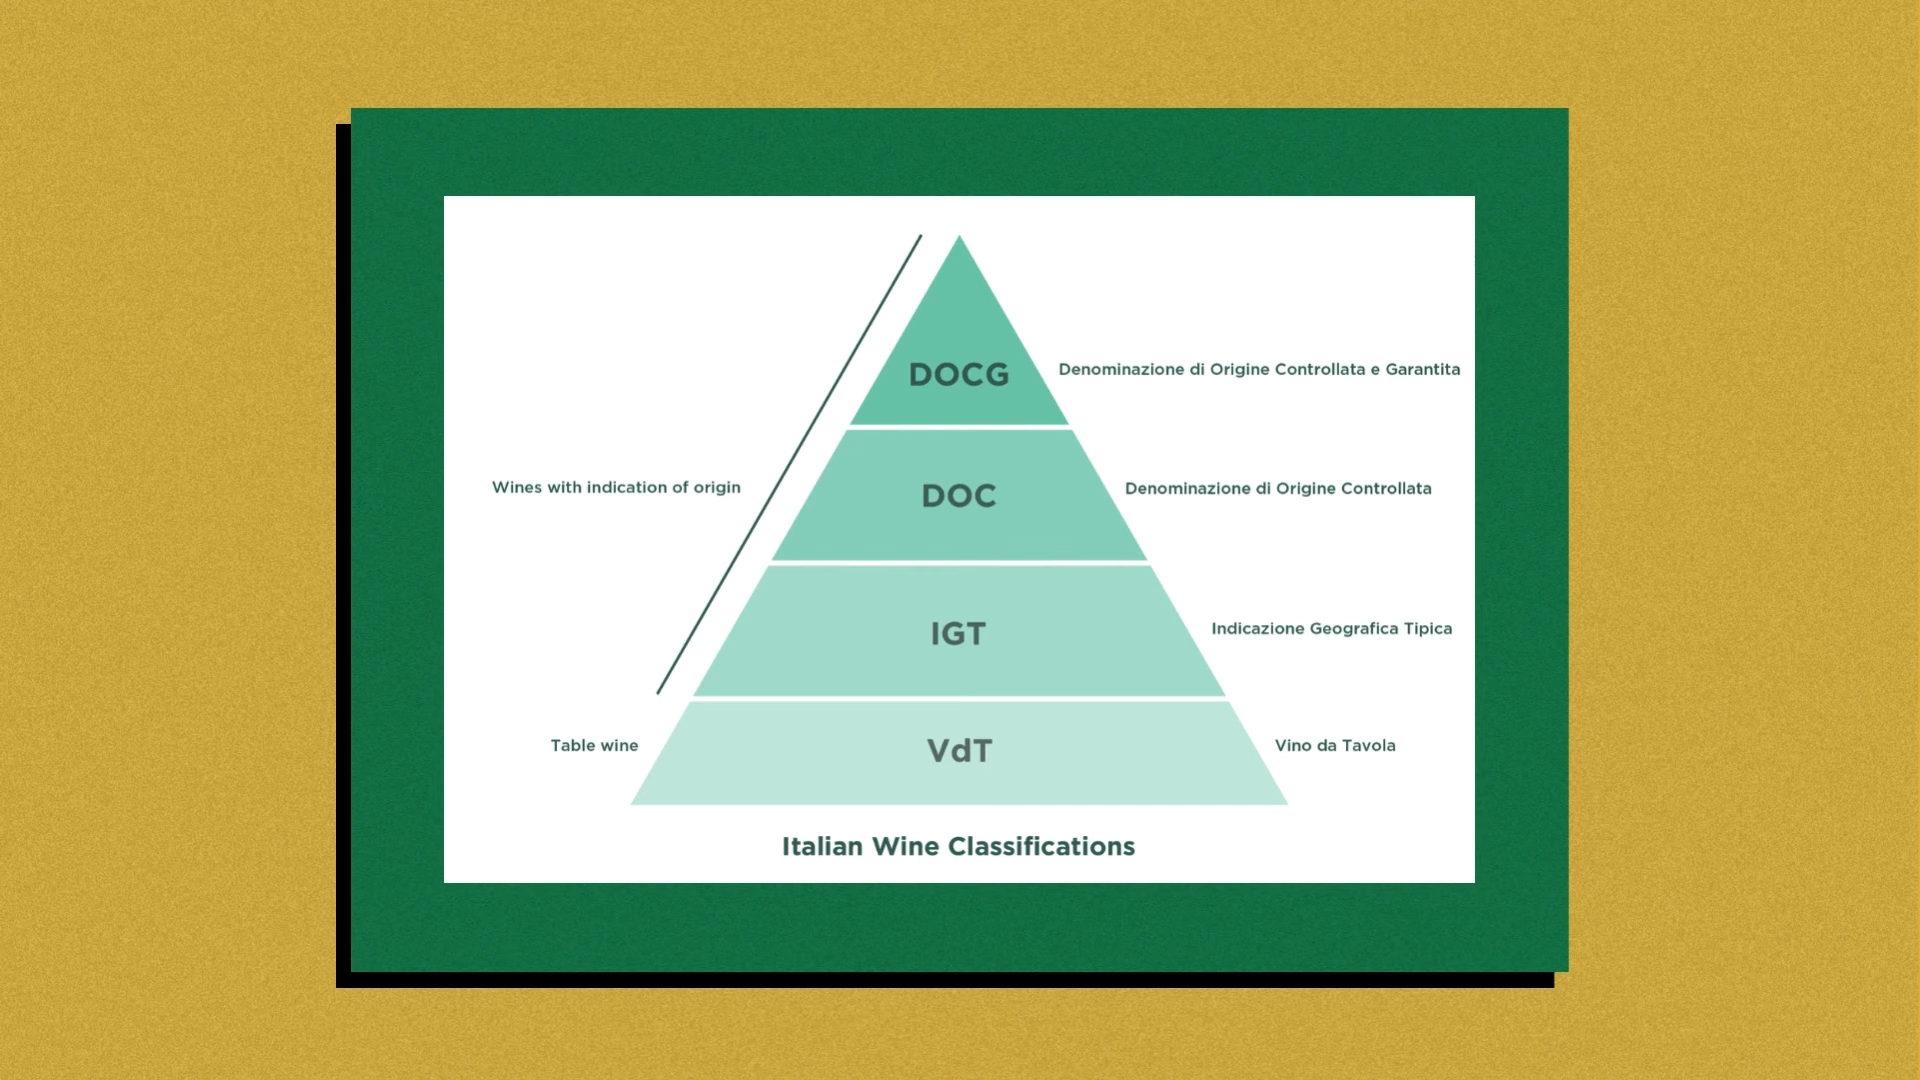 DOCG
Denominazione di Origine Controllata e Garantita
Wines with indication of origin
DOC
Denominazione di Origine Controllata
IGT
Indicazione Geografica Tipica
Table wine
VdT
Vino da Tavola
Italian Wine Classifications